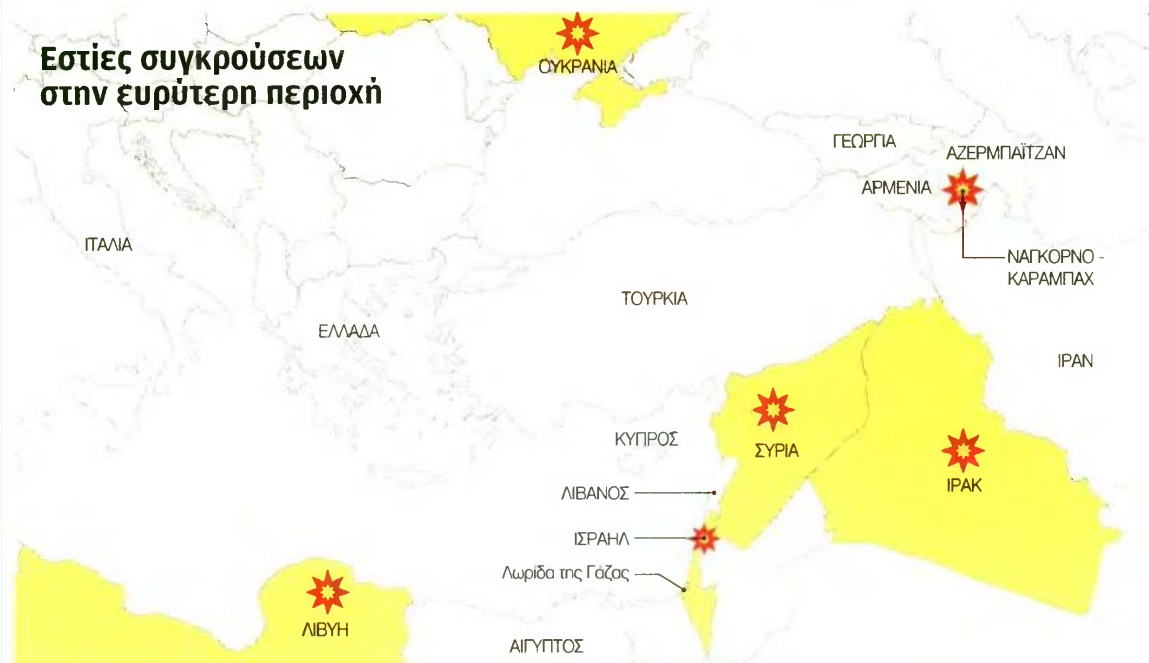 Εστίες συγκρούσεων
στην ευρύτερη περιοχή
ΟΥΚΡΑΝΙΑ
ΓΕΩΡΓΙΑ
ΑΖΕΡΜΠΑΪΤΖΑΝ
ΑΡΜΕΝΙΑ
ΙΤΑΛΙΑ
ΝΑΓΚΟΡΝΟ -
ΚΑΡΑΜΠΑΧ
ΤΟΥΡΚΙΑ
ΕΛΛΑΔΑ
ΙΡΑΝ
ΚΥΠΡΟΣ
ΣΥΡΙΑ
ΙΡΑΚ
ΛΙΒΑΝΟΣ
ΙΣΡΑΗΛ
Λωρίδα της Γάζας
ΛΙΒΥΗ
ΑΙΓΥΠΤΟΣ